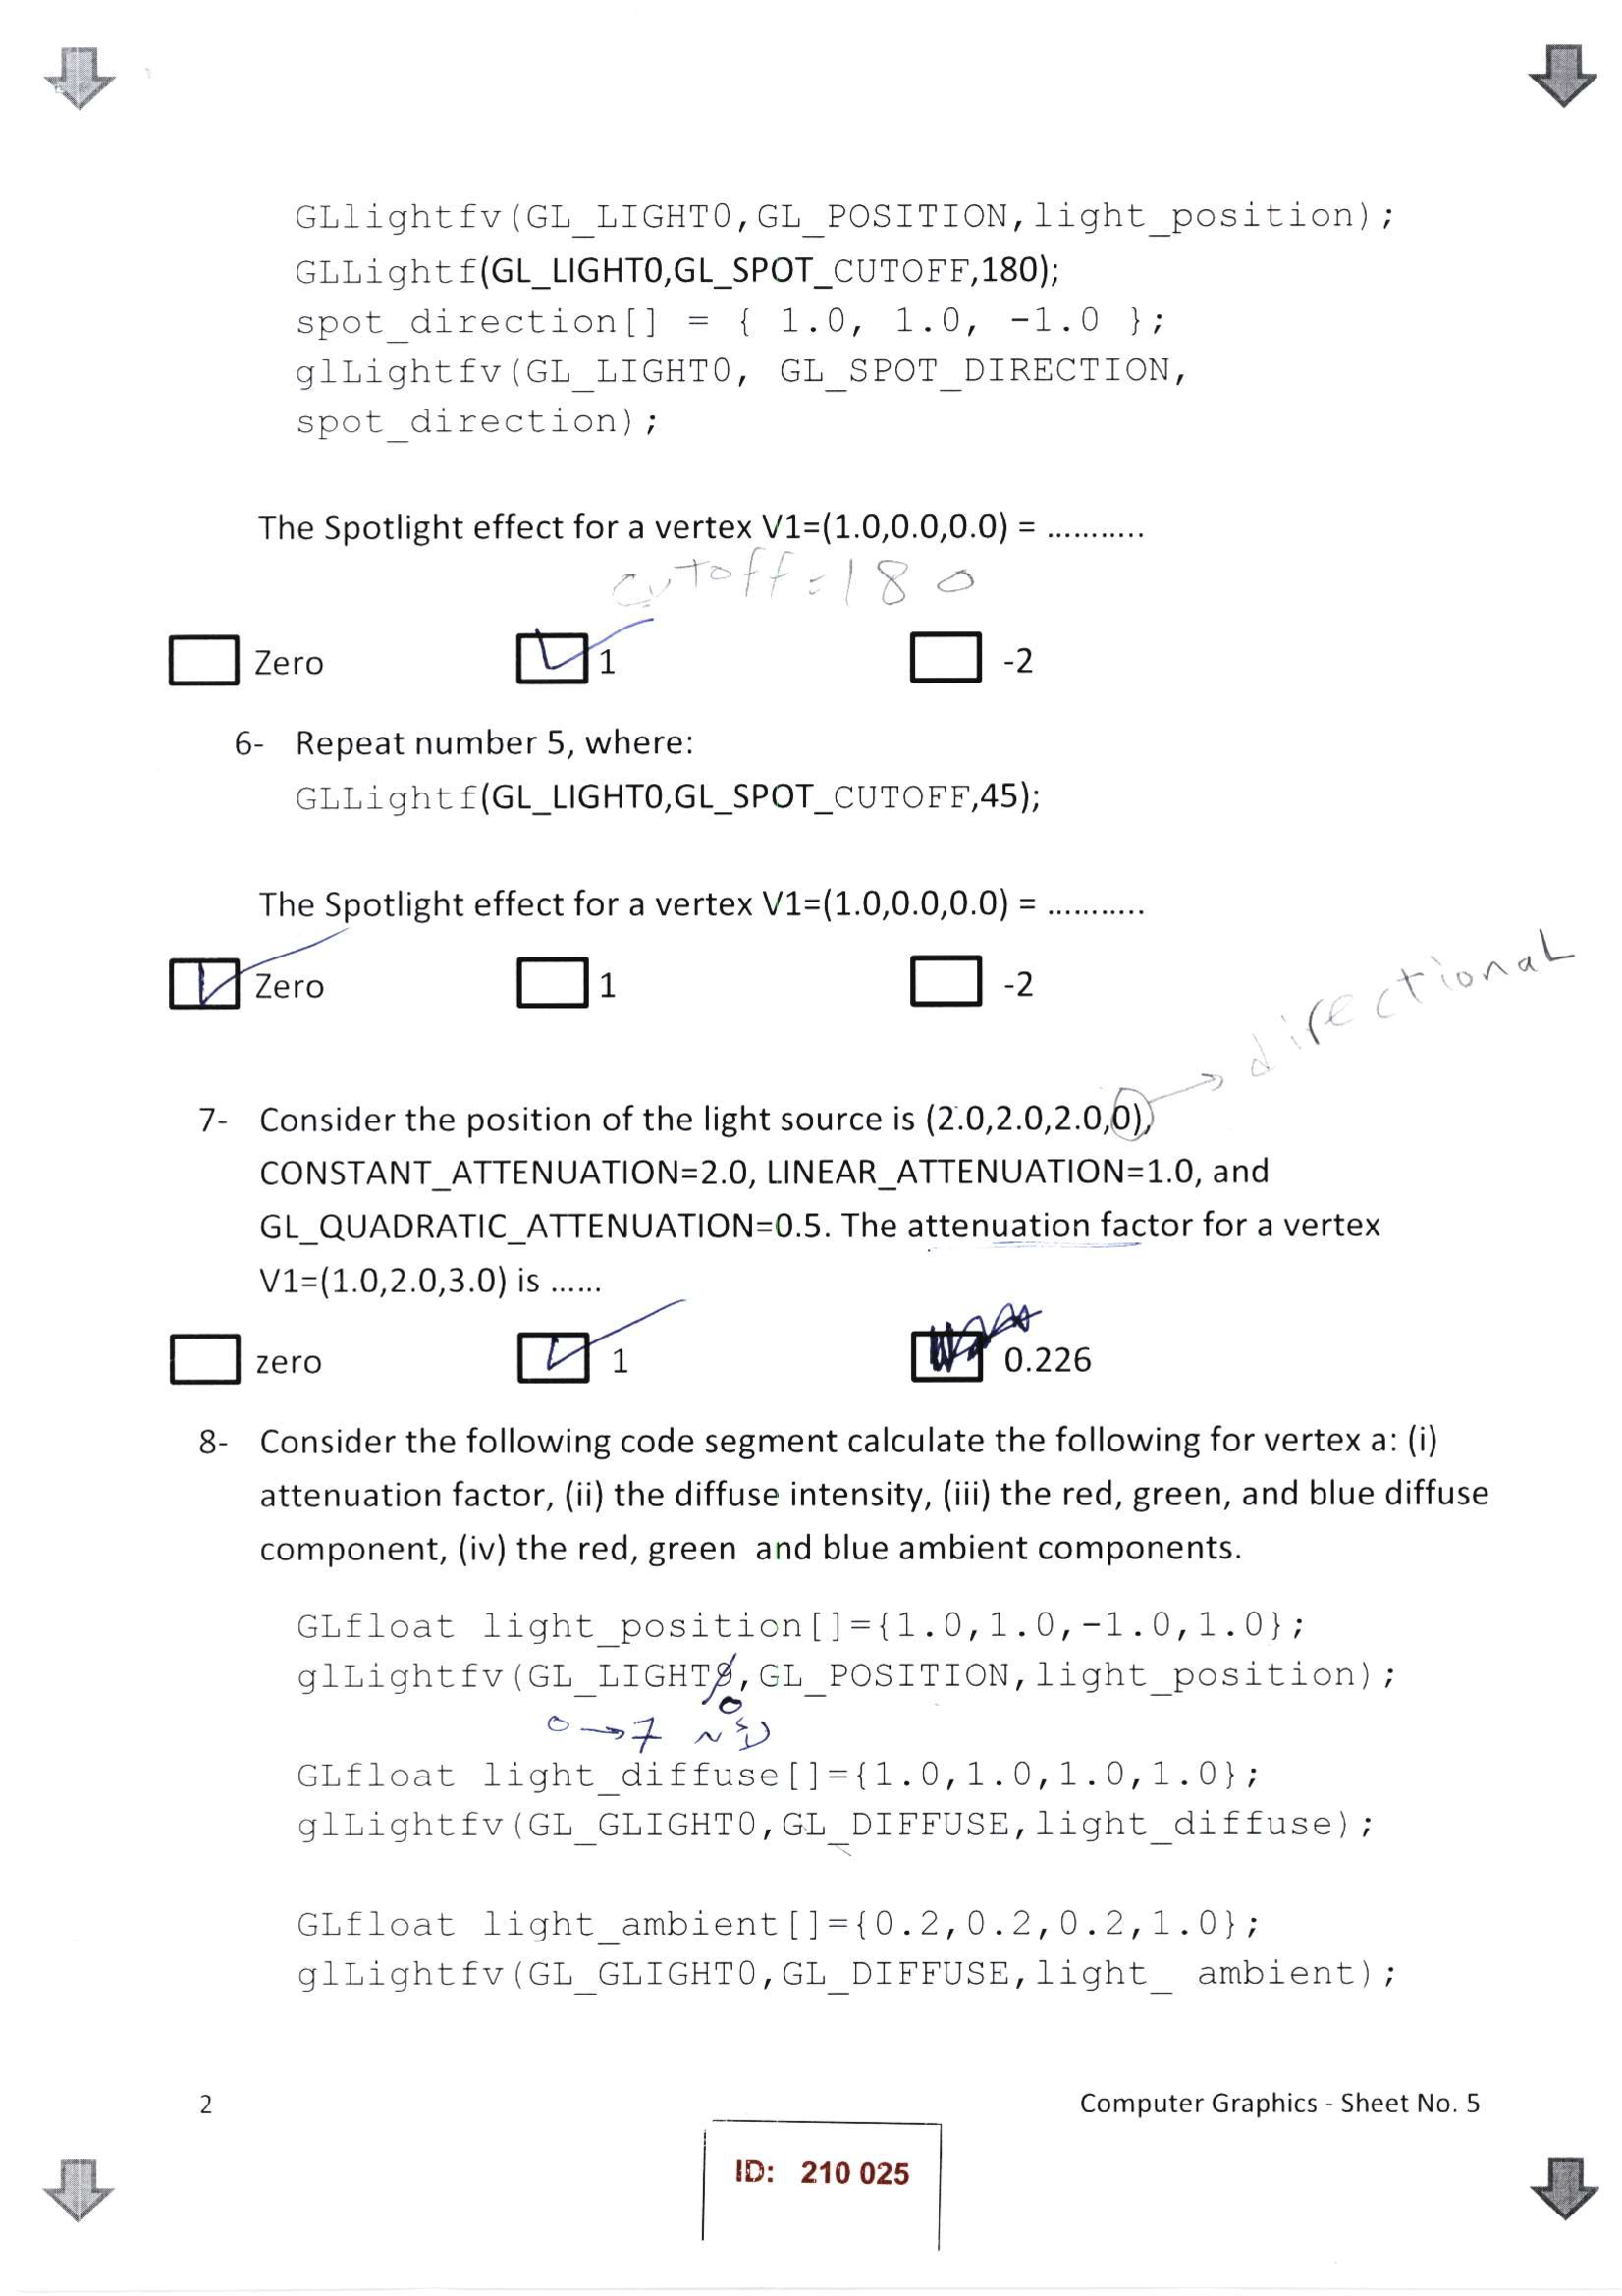 GLlightfv(GL_LIGHT0,GL_POSITION,light_position);
GLLightf(GL_LIGHT0,GL_SPOT_CUTOFF,180);
spot_direction[] = { 1.0, 1.0, -1.0 };
glLightfv(GL_LIGHT0, GL_SPOT_DIRECTION,
spot_direction);
The Spotlight effect for a vertex V1=(1.0,0.0,0.0) = ...........
cutoff=180
Zero 1 -2
6- Repeat number 5, where:
GLLightf(GL_LIGHT0,GL_SPOT_CUTOFF,45);
The Spotlight effect for a vertex V1=(1.0,0.0,0.0) = ...........
Zero 1 -2
directional
7- Consider the position of the light source is (2.0,2.0,2.0,0),
CONSTANT_ATTENUATION=2.0, LINEAR_ATTENUATION=1.0, and
GL_QUADRATIC_ATTENUATION=0.5. The attenuation factor for a vertex
V1=(1.0,2.0,3.0) is ......
zero 1 0.226
8- Consider the following code segment calculate the following for vertex a: (i)
attenuation factor, (ii) the diffuse intensity, (iii) the red, green, and blue diffuse
component, (iv) the red, green and blue ambient components.
GLfloat light_position[]={1.0,1.0,-1.0,1.0};
glLightfv(GL_LIGHT9,GL_POSITION,light_position);
0
0→7
GLfloat light_diffuse[]={1.0,1.0,1.0,1.0};
glLightfv(GL_GLIGHT0,GL_DIFFUSE,light_diffuse);
GLfloat light_ambient[]={0.2,0.2,0.2,1.0};
glLightfv(GL_GLIGHT0,GL_DIFFUSE,light_ ambient);
2 Computer Graphics - Sheet No. 5
ID: 210 025